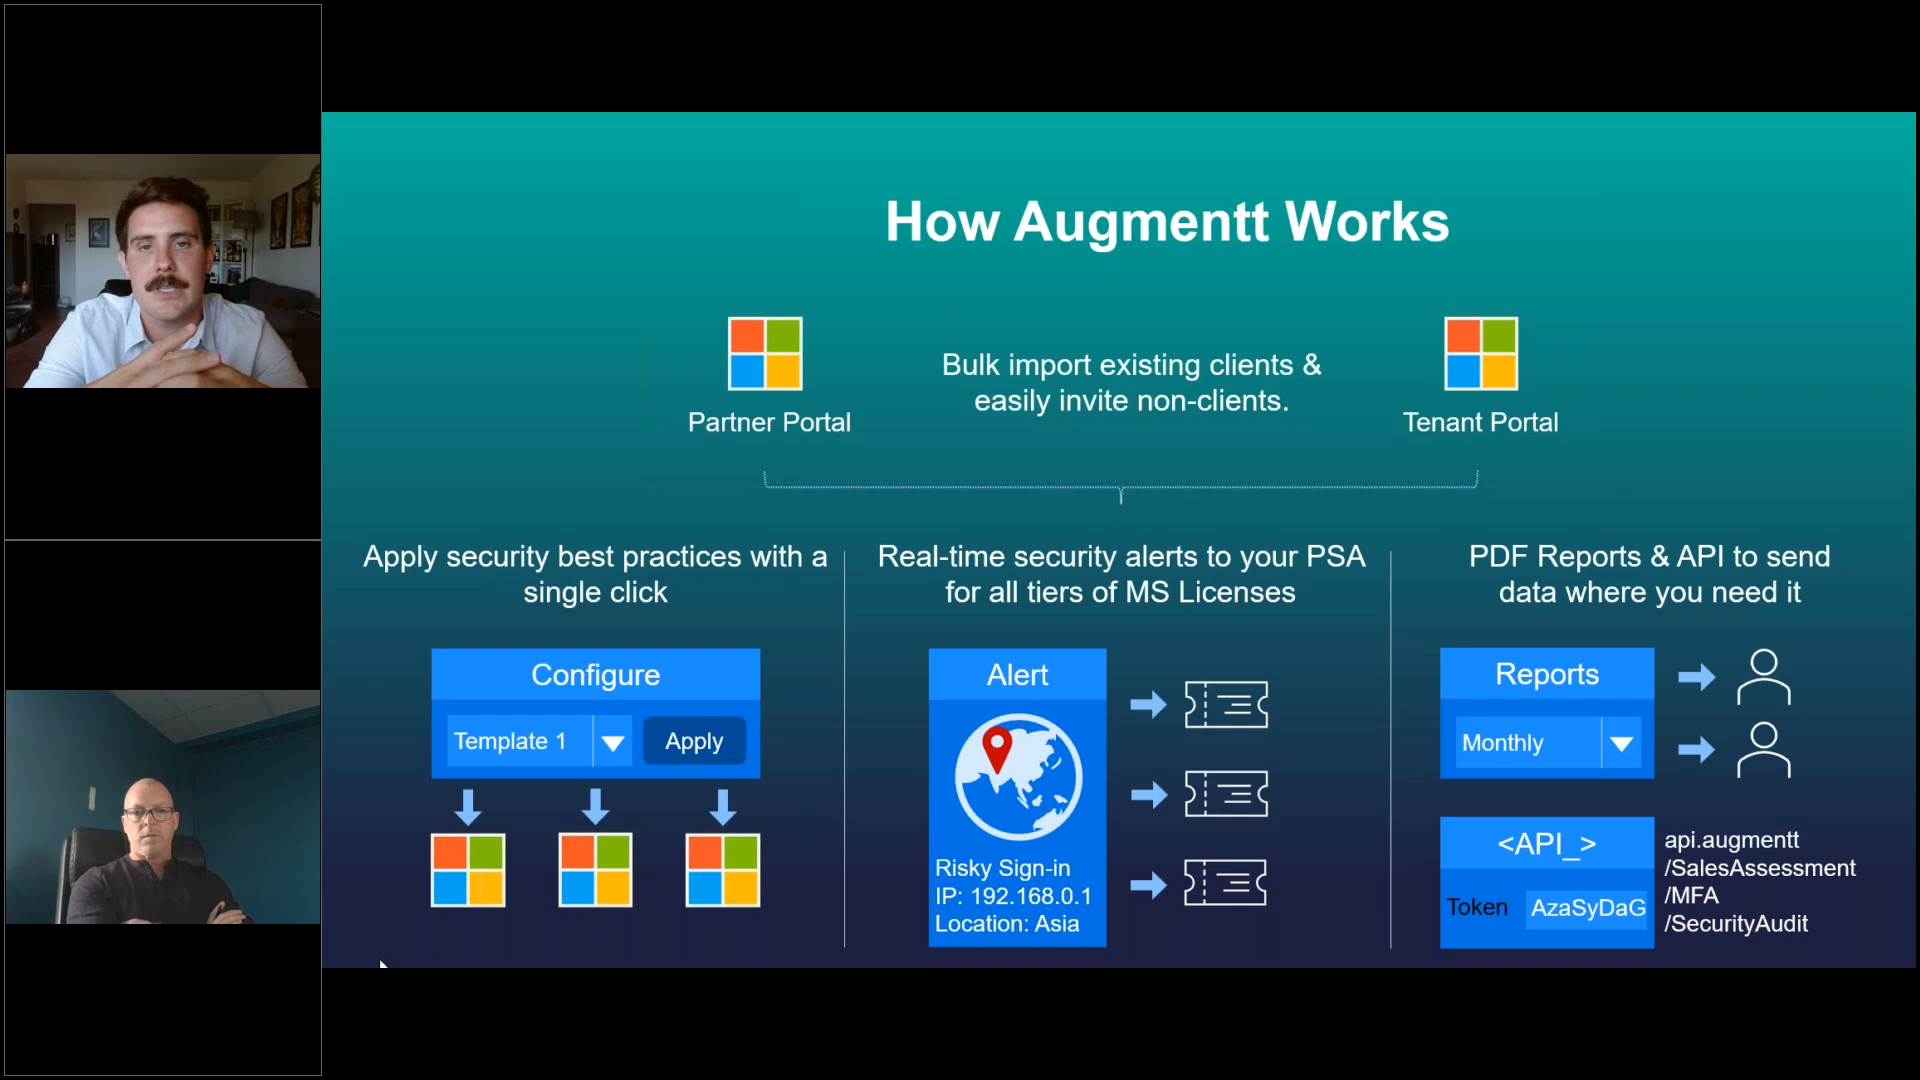 How Augmentt Works
Bulk import existing clients &
easily invite non-clients.
Partner Portal
Tenant Portal
Apply security best practices with a
single click
Configure
Template 1
Apply
Real-time security alerts to your PSA
for all tiers of MS Licenses
Alert
Risky Sign-in
IP: 192.168.0.1
Location: Asia
PDF Reports & API to send
data where you need it
Reports
Monthly
<API_>
Token AzaSyDaG
api.augmentt
/SalesAssessment
/MFA
/SecurityAudit